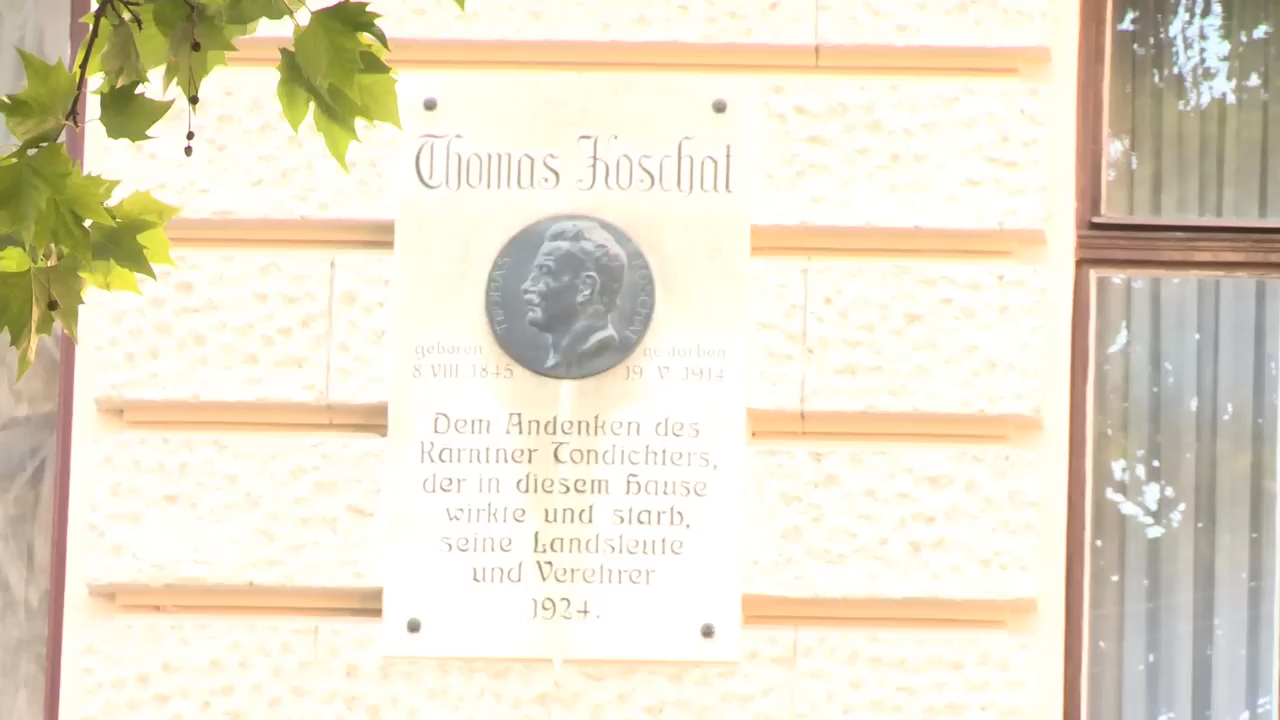 Thomas Koschat
THOMAS KOSCHAT
geboren gestorben
8 VIII 1845 19 V 1914
Dem Andenken des
Kärntner Tondichters,
der in diesem Hause
wirkte und starb,
seine Landsleute
und Verehrer
1924.